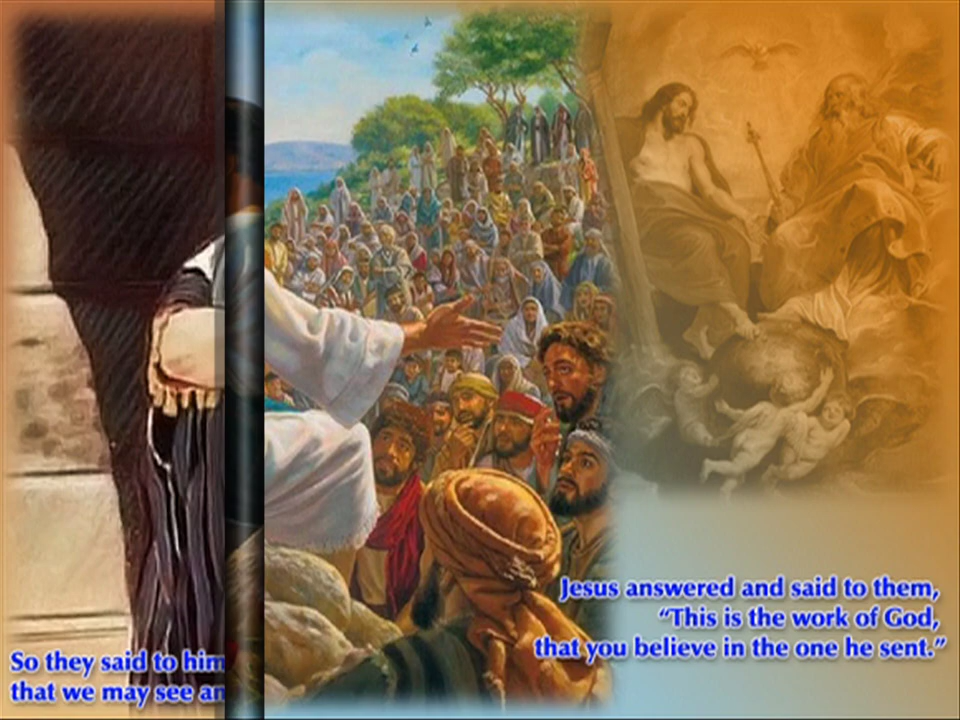 So they said to him
that we may see an
Jesus answered and said to them,
“This is the work of God,
that you believe in the one he sent.”